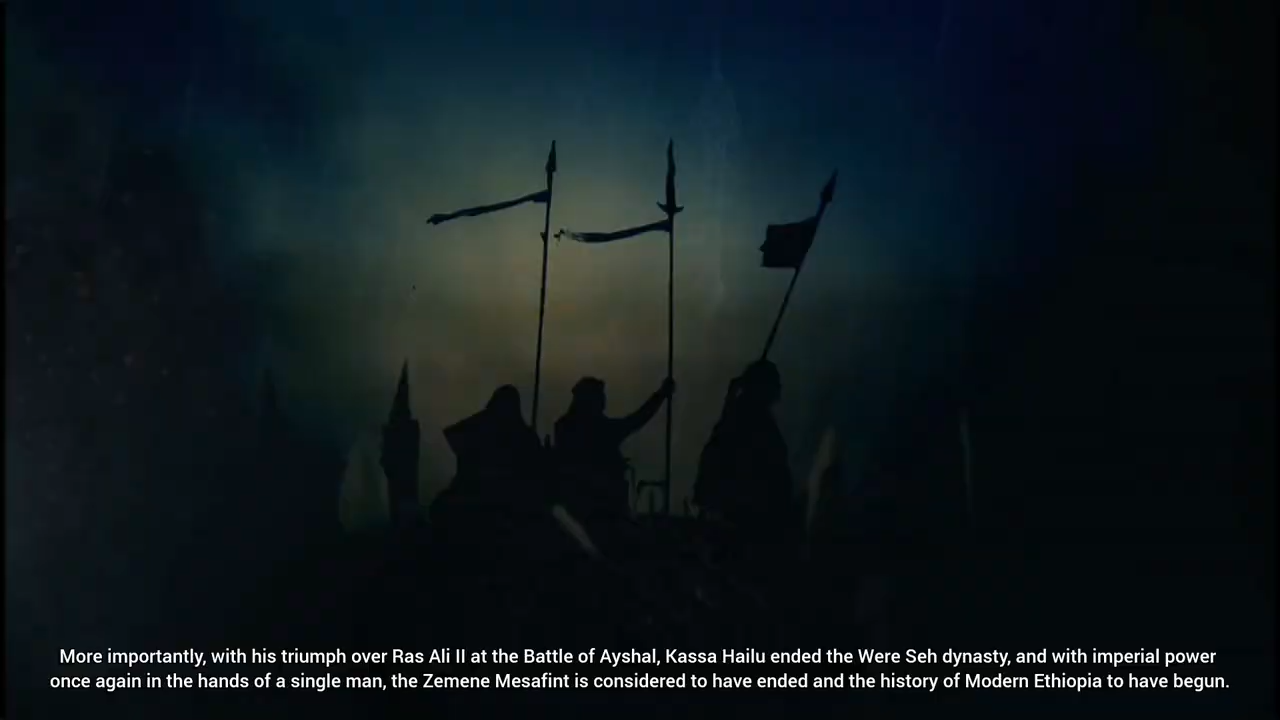 More importantly, with his triumph over Ras Ali II at the Battle of Ayshal, Kassa Hailu ended the Were Seh dynasty, and with imperial power
once again in the hands of a single man, the Zemene Mesafint is considered to have ended and the history of Modern Ethiopia to have begun.